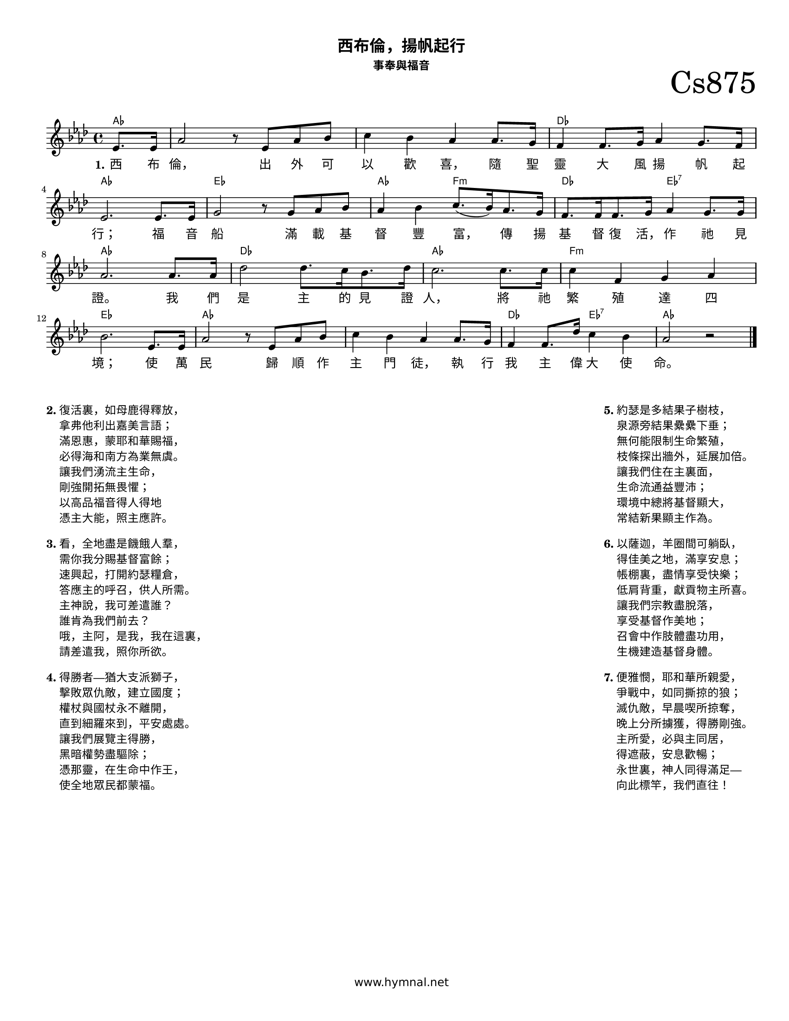 西布倫，揚帆起行
事奉與福音
Cs875
A♭ D♭
1. 西 布 倫， 出 外 可 以 歡 喜， 隨 聖 靈 大 風 揚 帆 起
4 A♭ E♭ A♭ Fm D♭ E♭7
行； 福 音 船 滿 載 基 督 豐 富， 傳 揚 基 督 復 活， 作 祂 見
8 A♭ D♭ A♭ Fm
證。 我 們 是 主 的 見 證 人， 將 祂 繁 殖 達 四
12 E♭ A♭ D♭ E♭7 A♭
境； 使 萬 民 歸 順 作 主 門 徒， 執 行 我 主 偉 大 使 命。
2. 復活裏，如母鹿得釋放，
拿弗他利出嘉美言語；
滿恩惠，蒙耶和華賜福，
必得海和南方為業無虞。
讓我們湧流主生命，
剛強開拓無畏懼；
以高品福音得人得地
憑主大能，照主應許。
3. 看，全地盡是饑餓人羣，
需你我分賜基督富餘；
速興起，打開約瑟糧倉，
答應主的呼召，供人所需。
主神說，我可差遣誰？
誰肯為我們前去？
哦，主阿，是我，我在這裏，
請差遣我，照你所欲。
4. 得勝者—猶大支派獅子，
擊敗眾仇敵，建立國度；
權杖與國杖永不離開，
直到細羅來到，平安處處。
讓我們展覽主得勝，
黑暗權勢盡驅除；
憑那靈，在生命中作王，
使全地眾民都蒙福。
5. 約瑟是多結果子樹枝，
泉源旁結果纍纍下垂；
無何能限制生命繁殖，
枝條探出牆外，延展加倍。
讓我們住在主裏面，
生命流通益豐沛；
環境中總將基督顯大，
常結新果顯主作為。
6. 以薩迦，羊圈間可躺臥，
得佳美之地，滿享安息；
帳棚裏，盡情享受快樂；
低肩背重，獻貢物主所喜。
讓我們宗教盡脫落，
享受基督作美地；
召會中作肢體盡功用，
生機建造基督身體。
7. 便雅憫，耶和華所親愛，
爭戰中，如同撕掠的狼；
滅仇敵，早晨喫所掠奪，
晚上分所擄獲，得勝剛強。
主所愛，必與主同居，
得遮蔽，安息歡暢；
永世裏，神人同得滿足—
向此標竿，我們直往！
www.hymnal.net